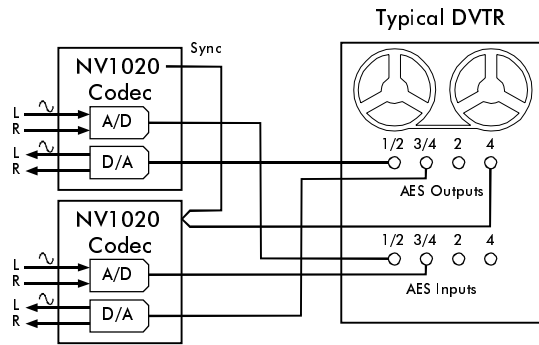 Typical DVTR
Sync
NV1020
Codec
L
R
A/D
L
R
D/A
1/2 3/4 2 4
AES Outputs
NV1020
Codec
L
R
A/D
L
R
D/A
1/2 3/4 2 4
AES Inputs